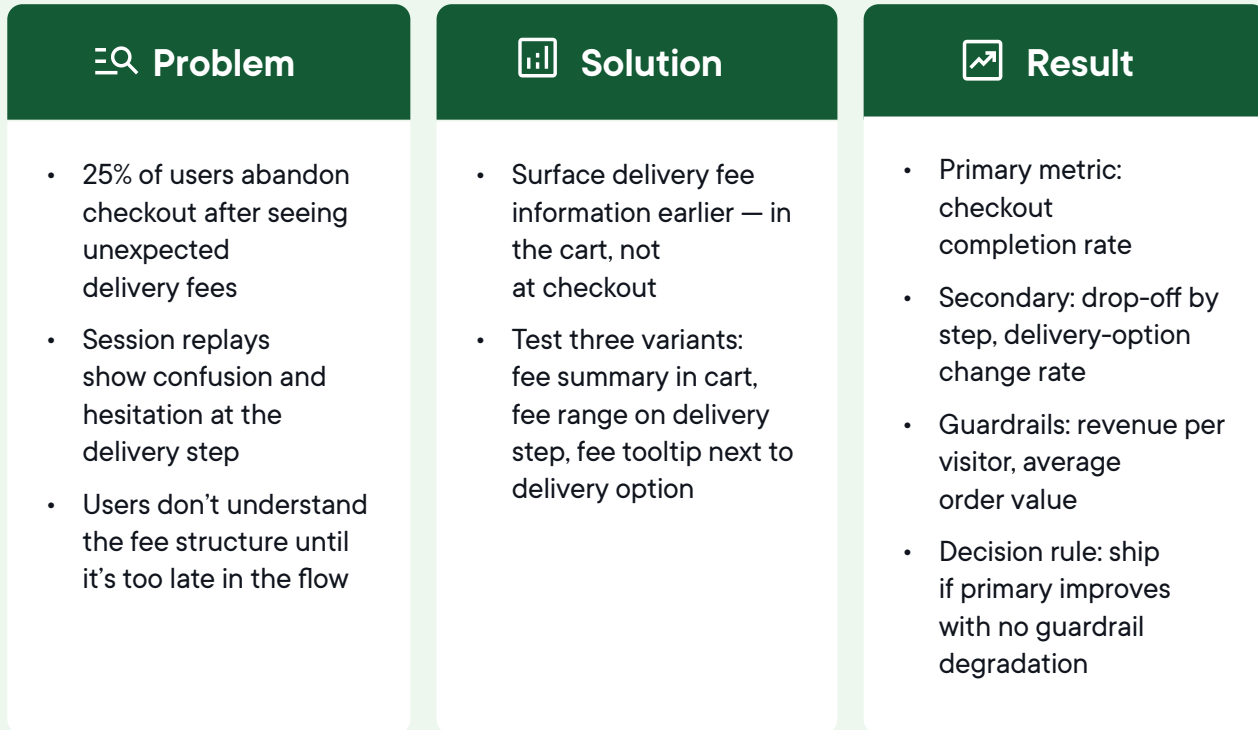 Problem
• 25% of users abandon
checkout after seeing
unexpected
delivery fees
• Session replays
show confusion and
hesitation at the
delivery step
• Users don’t understand
the fee structure until
it’s too late in the flow
Solution
• Surface delivery fee
information earlier — in
the cart, not
at checkout
• Test three variants:
fee summary in cart,
fee range on delivery
step, fee tooltip next to
delivery option
Result
• Primary metric:
checkout
completion rate
• Secondary: drop-off by
step, delivery-option
change rate
• Guardrails: revenue per
visitor, average
order value
• Decision rule: ship
if primary improves
with no guardrail
degradation